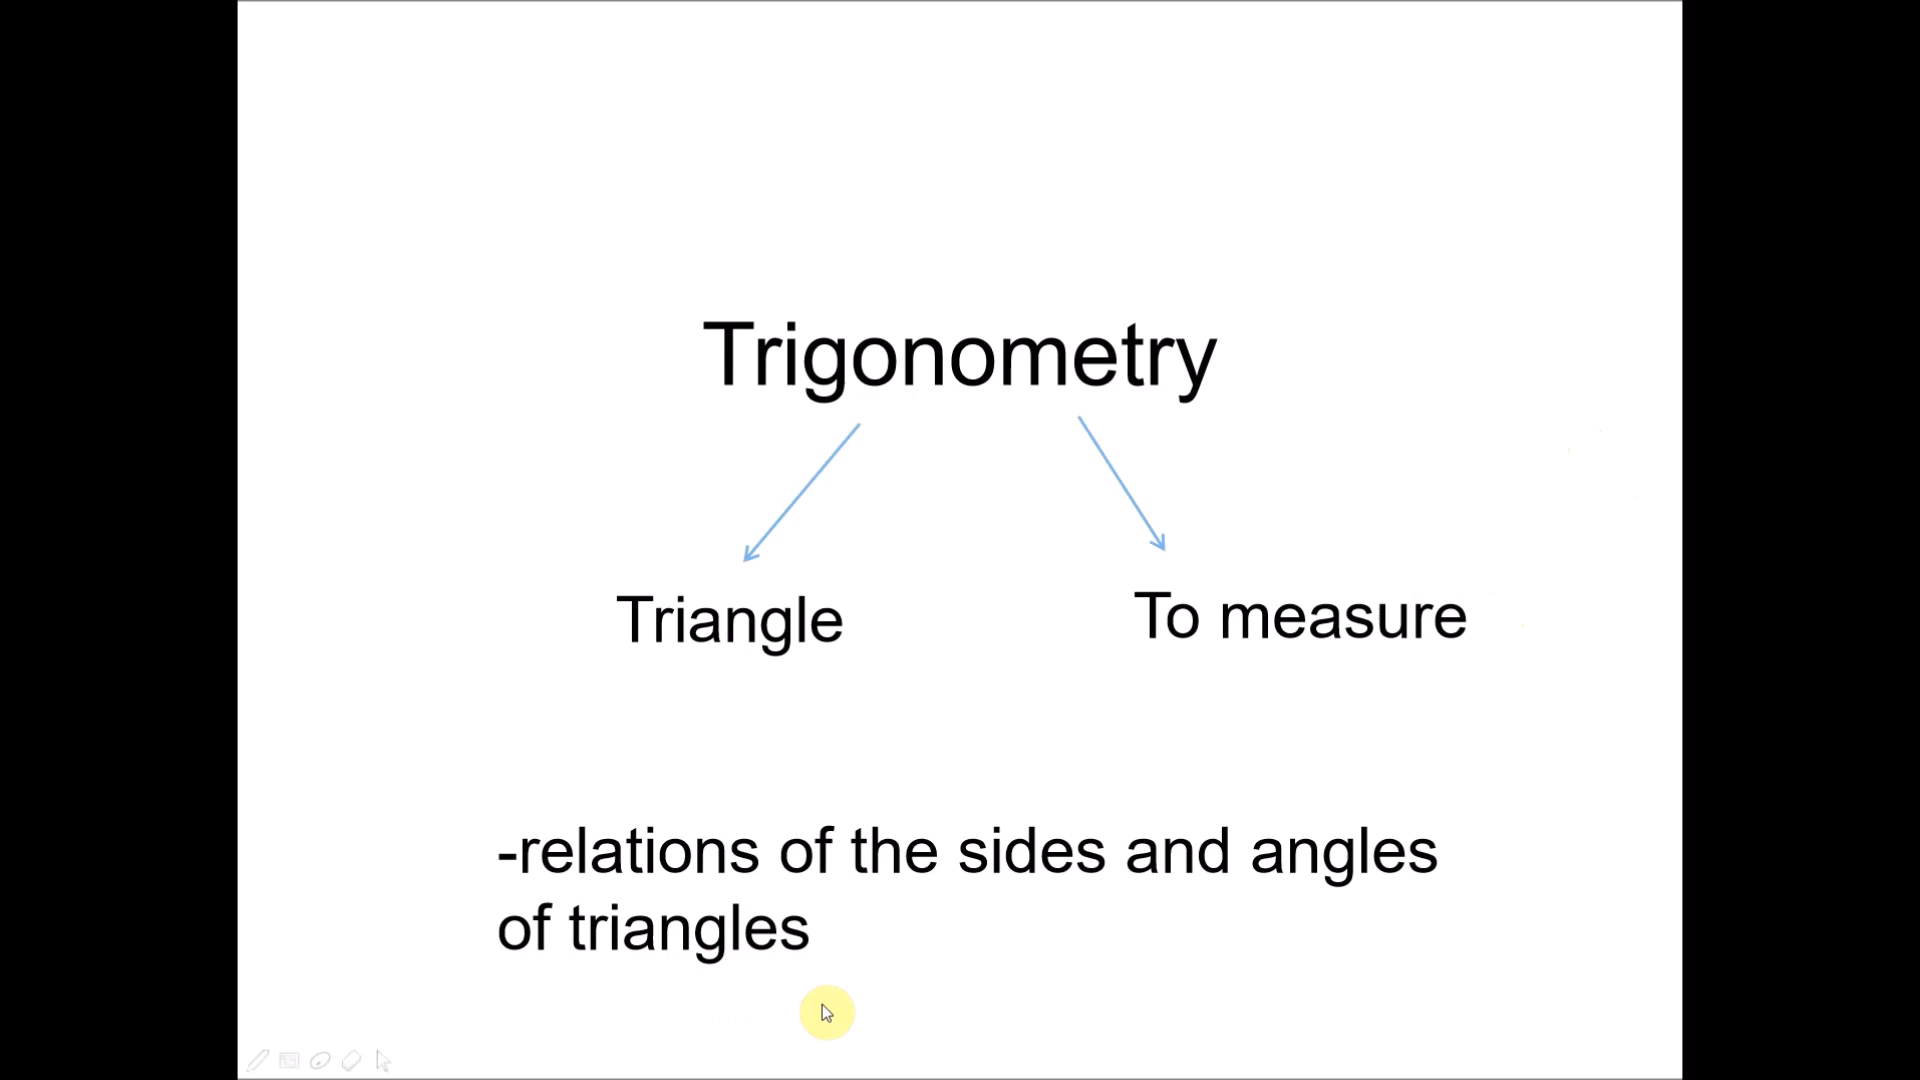 Trigonometry
Triangle
To measure
-relations of the sides and angles
of triangles